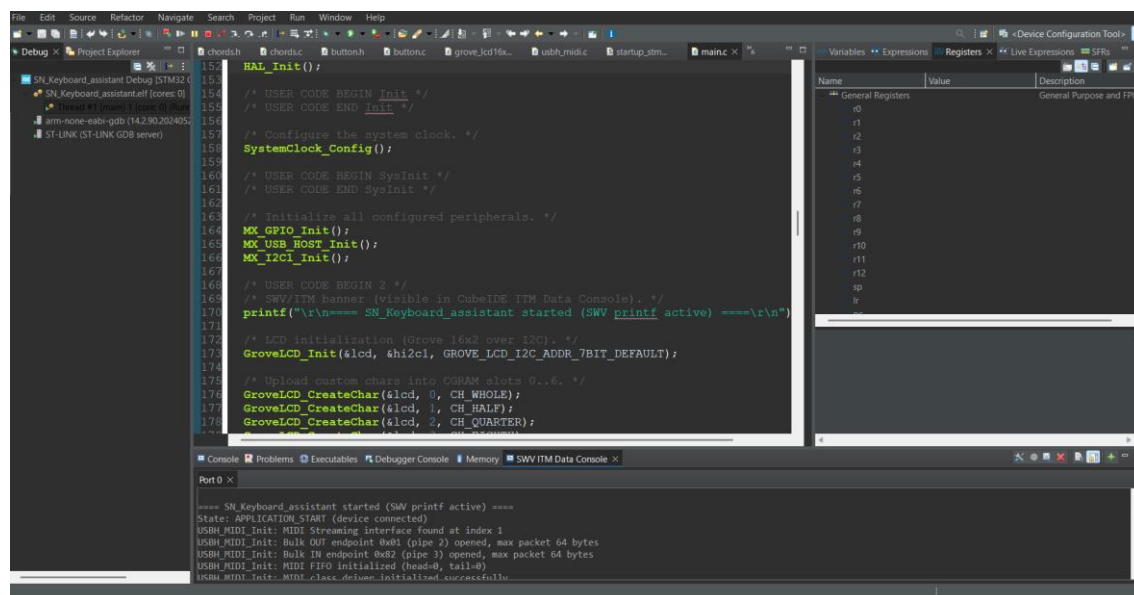 File Edit Source Refactor Navigate Search Project Run Window Help
<Device Configuration Tool>
Debug × Project Explorer
chords.h chords.c button.h button.c grove_lcd16x... usbh_midi.c startup_stm... main.c ×
Variables Expressions Registers × Live Expressions SFRs
SN_Keyboard_assistant Debug [STM32 C
SN_Keyboard_assistant.elf [cores: 0]
Thread #1 [main] 1 [core: 0] (Runn
arm-none-eabi-gdb (14.2.90.2024052
ST-LINK (ST-LINK GDB server)
152 HAL_Init();
153
154 /* USER CODE BEGIN Init */
155 /* USER CODE END Init */
156
157 /* Configure the system clock. */
158 SystemClock_Config();
159
160 /* USER CODE BEGIN SysInit */
161 /* USER CODE END SysInit */
162
163 /* Initialize all configured peripherals. */
164 MX_GPIO_Init();
165 MX_USB_HOST_Init();
166 MX_I2C1_Init();
167
168 /* USER CODE BEGIN 2 */
169 /* SWV/ITM banner (visible in CubeIDE ITM Data Console). */
170 printf("\r\n==== SN_Keyboard_assistant started (SWV printf active) ====\r\n")
171
172 /* LCD initialization (Grove 16x2 over I2C). */
173 GroveLCD_Init(&lcd, &hi2c1, GROVE_LCD_I2C_ADDR_7BIT_DEFAULT);
174
175 /* Upload custom chars into CGRAM slots 0..6. */
176 GroveLCD_CreateChar(&lcd, 0, CH_WHOLE);
177 GroveLCD_CreateChar(&lcd, 1, CH_HALF);
178 GroveLCD_CreateChar(&lcd, 2, CH_QUARTER);
Name Value Description
General Registers General Purpose and FP
r0
r1
r2
r3
r4
r5
r6
r7
r8
r9
r10
r11
r12
sp
lr
Console Problems Executables Debugger Console Memory SWV ITM Data Console ×
Port 0 ×
==== SN_Keyboard_assistant started (SWV printf active) ====
State: APPLICATION_START (device connected)
USBH_MIDI_Init: MIDI Streaming interface found at index 1
USBH_MIDI_Init: Bulk OUT endpoint 0x01 (pipe 2) opened, max packet 64 bytes
USBH_MIDI_Init: Bulk IN endpoint 0x82 (pipe 3) opened, max packet 64 bytes
USBH_MIDI_Init: MIDI FIFO initialized (head=0, tail=0)
USBH_MIDI_Init: MIDI class driver initialized successfully